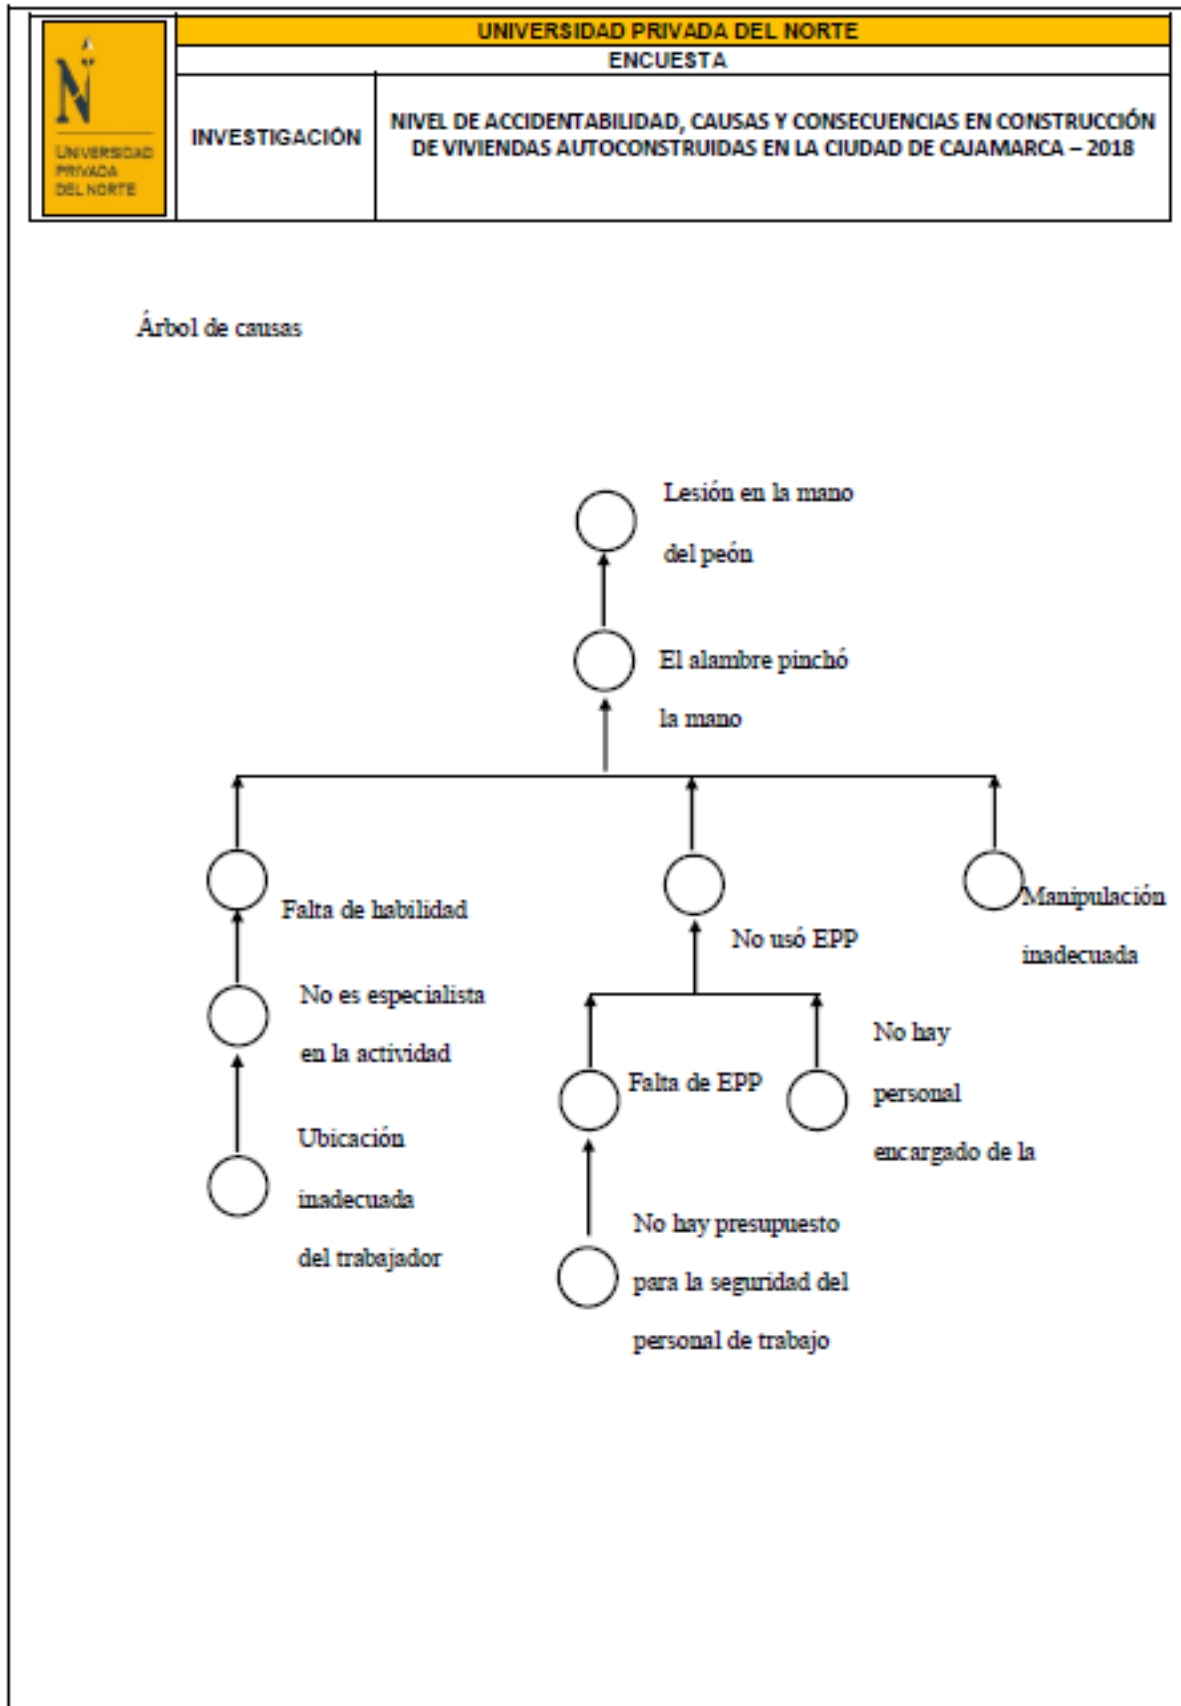 UNIVERSIDAD PRIVADA DEL NORTE
ENCUESTA
N
UNIVERSIDAD
PRIVADA
DEL NORTE
INVESTIGACIÓN
NIVEL DE ACCIDENTABILIDAD, CAUSAS Y CONSECUENCIAS EN CONSTRUCCIÓN
DE VIVIENDAS AUTOCONSTRUIDAS EN LA CIUDAD DE CAJAMARCA – 2018
Árbol de causas
Lesión en la mano
del peón
El alambre pinchó
la mano
Falta de habilidad
No es especialista
en la actividad
Ubicación
inadecuada
del trabajador
No usó EPP
Falta de EPP
No hay presupuesto
para la seguridad del
personal de trabajo
No hay
personal
encargado de la
Manipulación
inadecuada